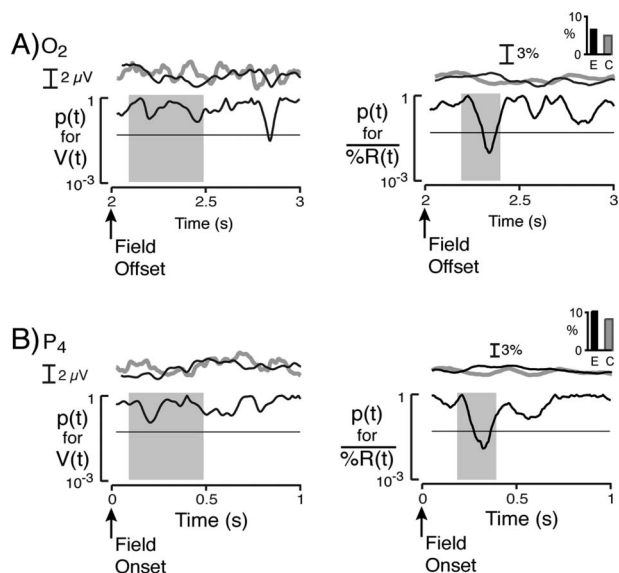 A) O2
2 μV
p(t)
for
V(t)
1
10-3
2
2.5
3
Time (s)
Field
Offset
3%
10
%
0
E C
p(t)
for
%R(t)
1
10-3
2
2.5
3
Time (s)
Field
Offset
B) P4
2 μV
p(t)
for
V(t)
1
10-3
0
0.5
1
Time (s)
Field
Onset
3%
10
%
0
E C
p(t)
for
%R(t)
1
10-3
0
0.5
1
Time (s)
Field
Onset